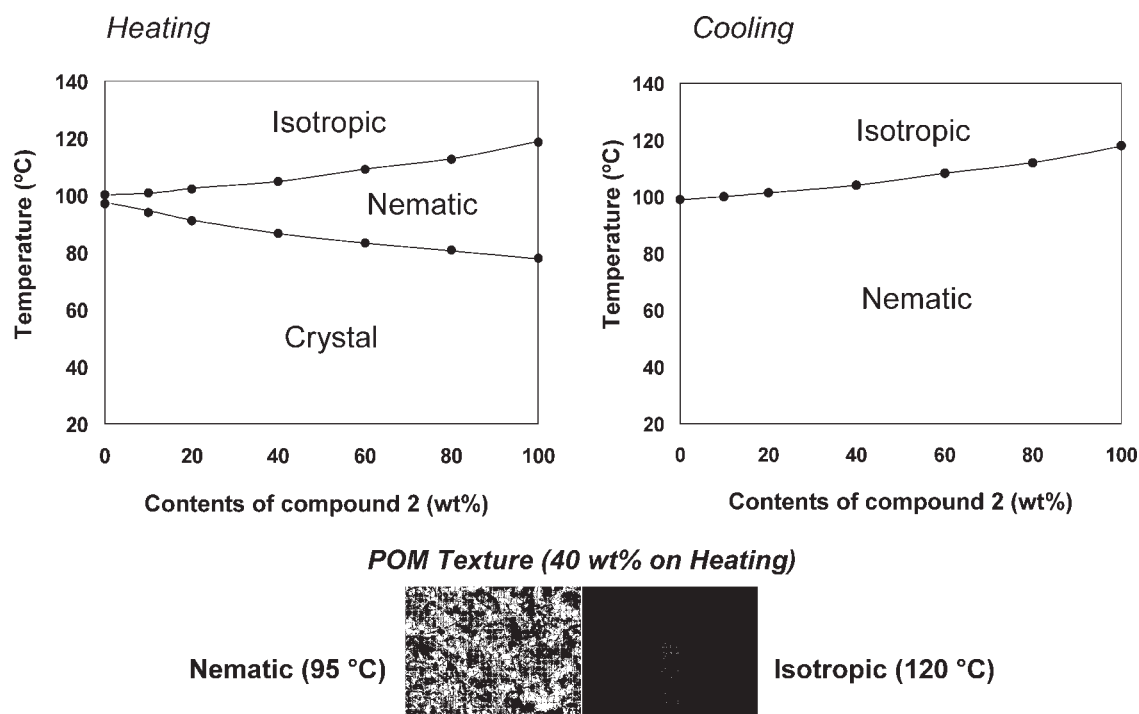 Heating
Cooling
Temperature (°C)
140
120
100
80
60
40
20
Isotropic
Nematic
Crystal
0 20 40 60 80 100
Contents of compound 2 (wt%)
Temperature (°C)
140
120
100
80
60
40
20
Isotropic
Nematic
0 20 40 60 80 100
Contents of compound 2 (wt%)
POM Texture (40 wt% on Heating)
Nematic (95 °C)
Isotropic (120 °C)